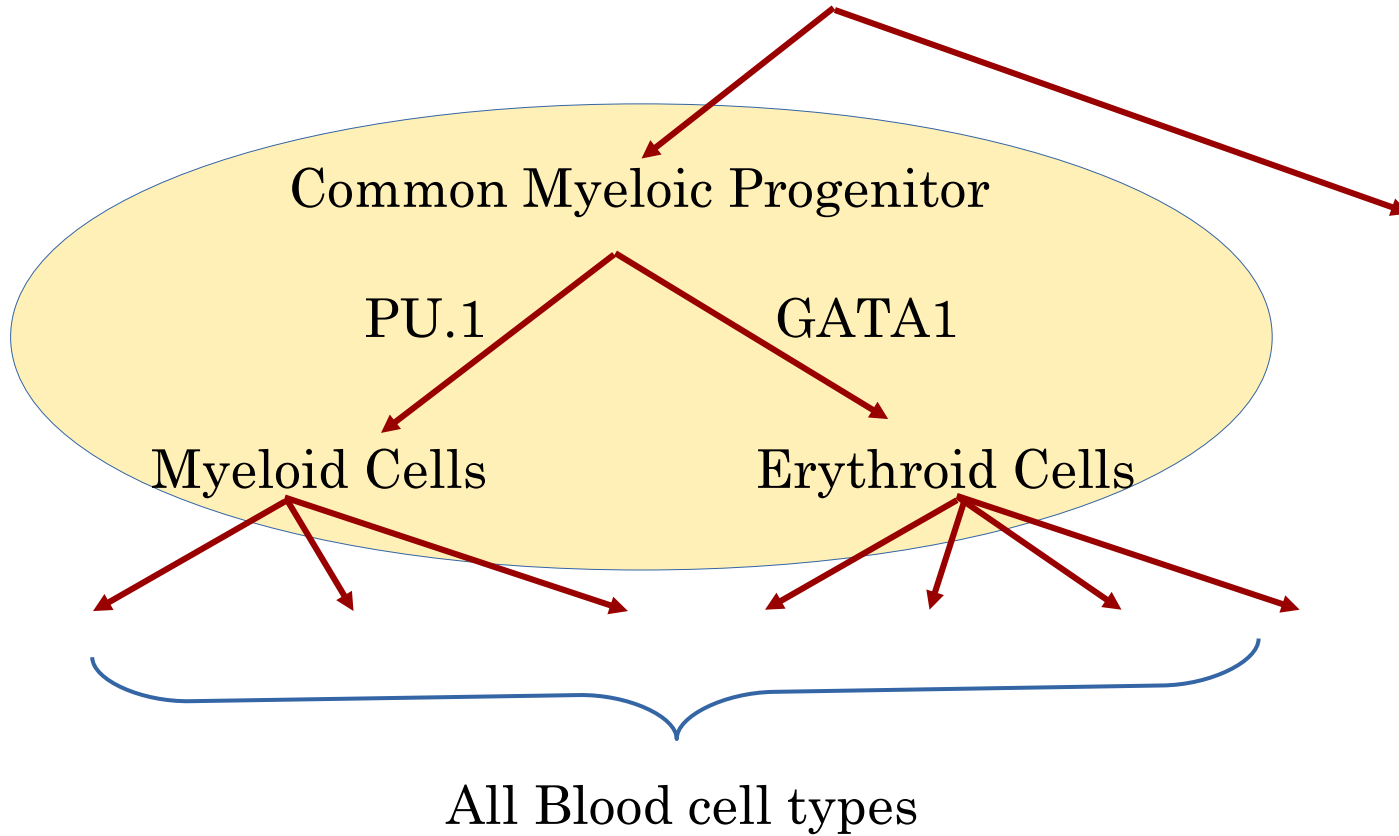 Common Myeloic Progenitor
PU.1 GATA1
Myeloid Cells Erythroid Cells
All Blood cell types